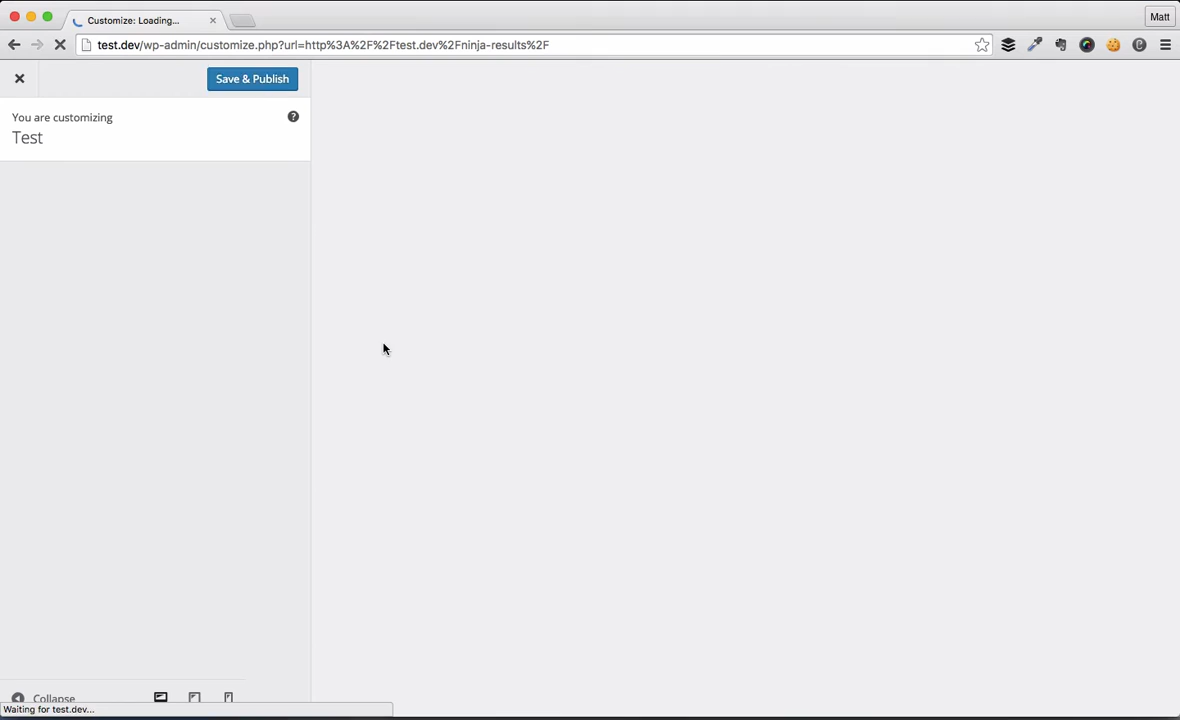 Customize: Loading...
Matt
test.dev/wp-admin/customize.php?url=http%3A%2F%2Ftest.dev%2Fninja-results%2F
Save & Publish
You are customizing
Test
Collapse
Waiting for test.dev...